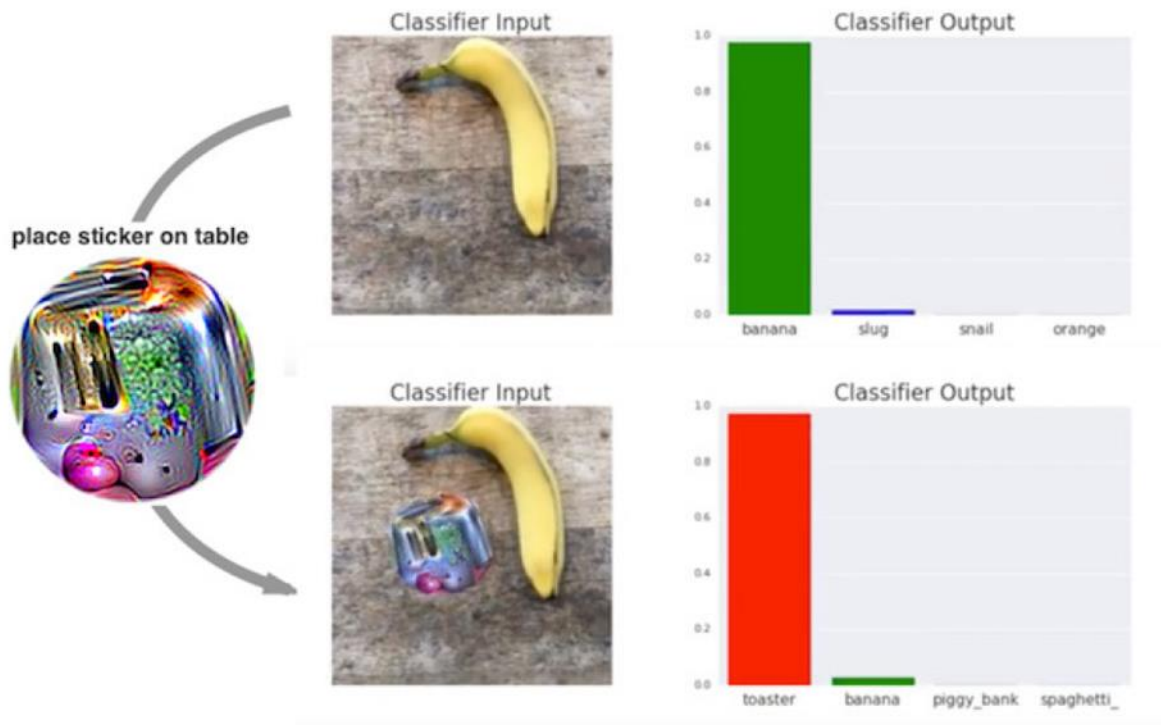 Classifier Input
Classifier Output
1.0
0.8
0.6
0.4
0.2
0.0
banana slug snail orange
place sticker on table
Classifier Input
Classifier Output
1.0
0.8
0.6
0.4
0.2
0.0
toaster banana piggy_bank spaghetti_